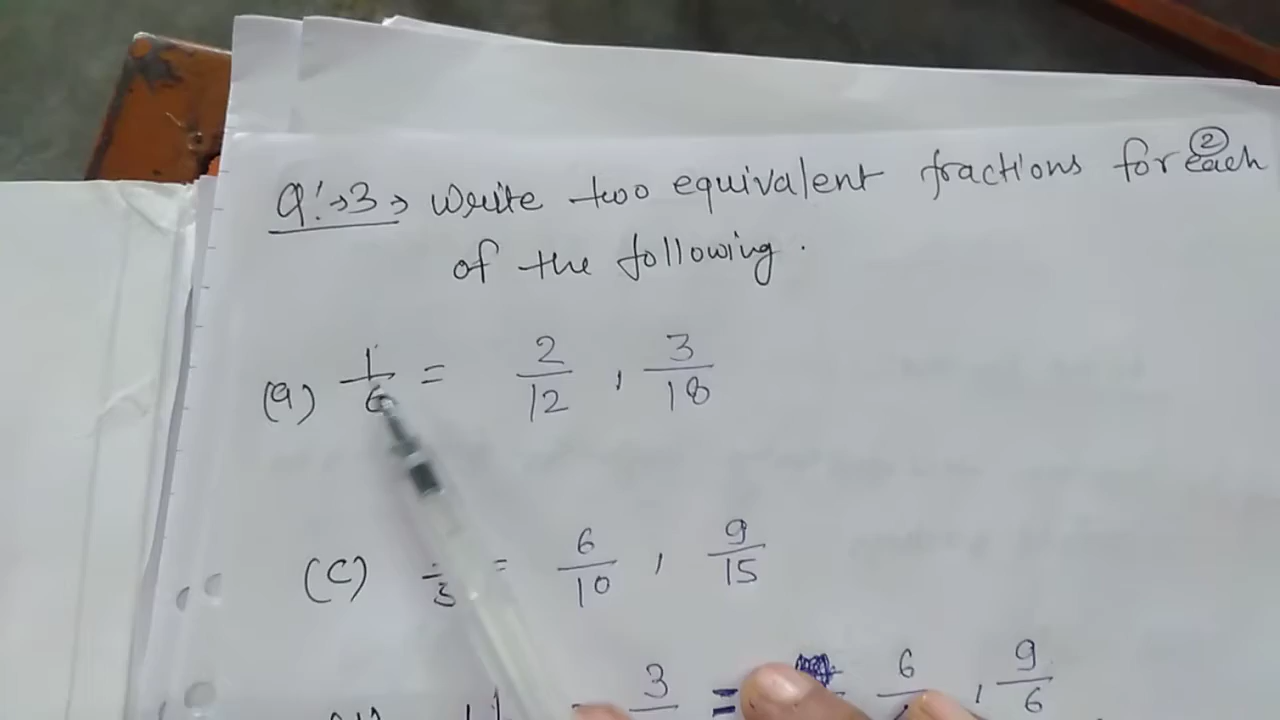 ②
Q!→3→ Write two equivalent fractions for each
of the following.
(a) 1/6 = 2/12 , 3/18
(c) = 6/10 , 9/15
3 = 6 , 9/6